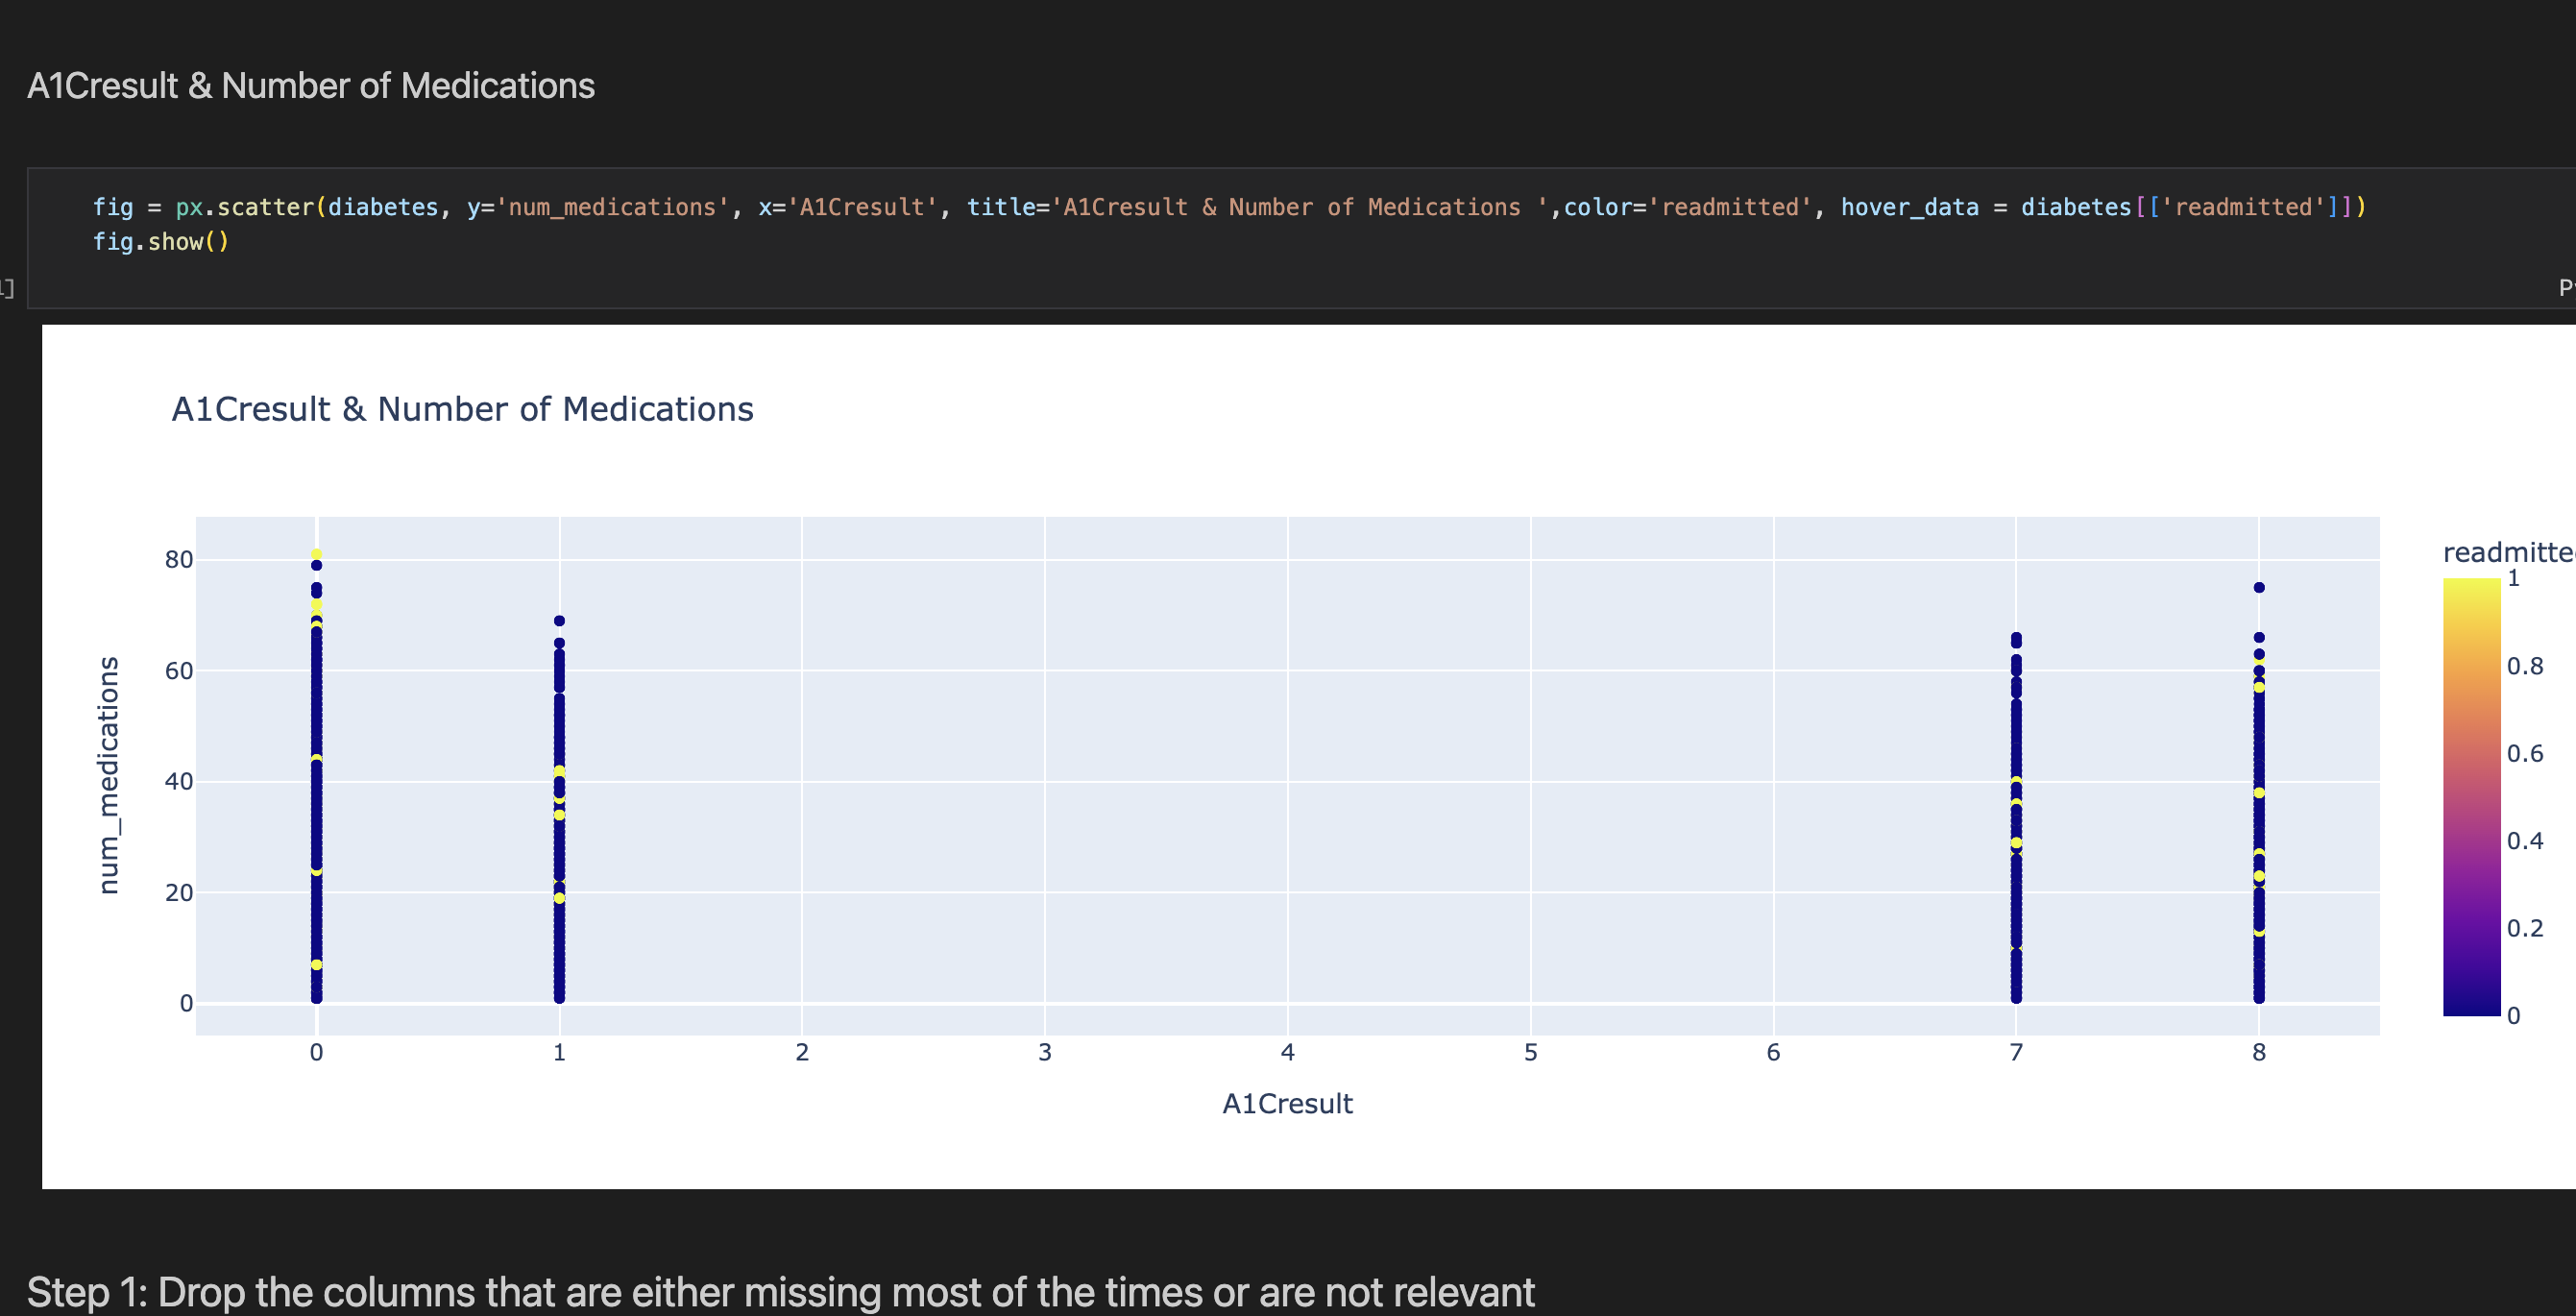 A1Cresult & Number of Medications
fig = px.scatter(diabetes, y='num_medications', x='A1Cresult', title='A1Cresult & Number of Medications ',color='readmitted', hover_data = diabetes[['readmitted']])
fig.show()
1]
A1Cresult & Number of Medications
readmitte
1
0.8
0.6
0.4
0.2
0
num_medications
80
60
40
20
0
0 1 2 3 4 5 6 7 8
A1Cresult
Step 1: Drop the columns that are either missing most of the times or are not relevant